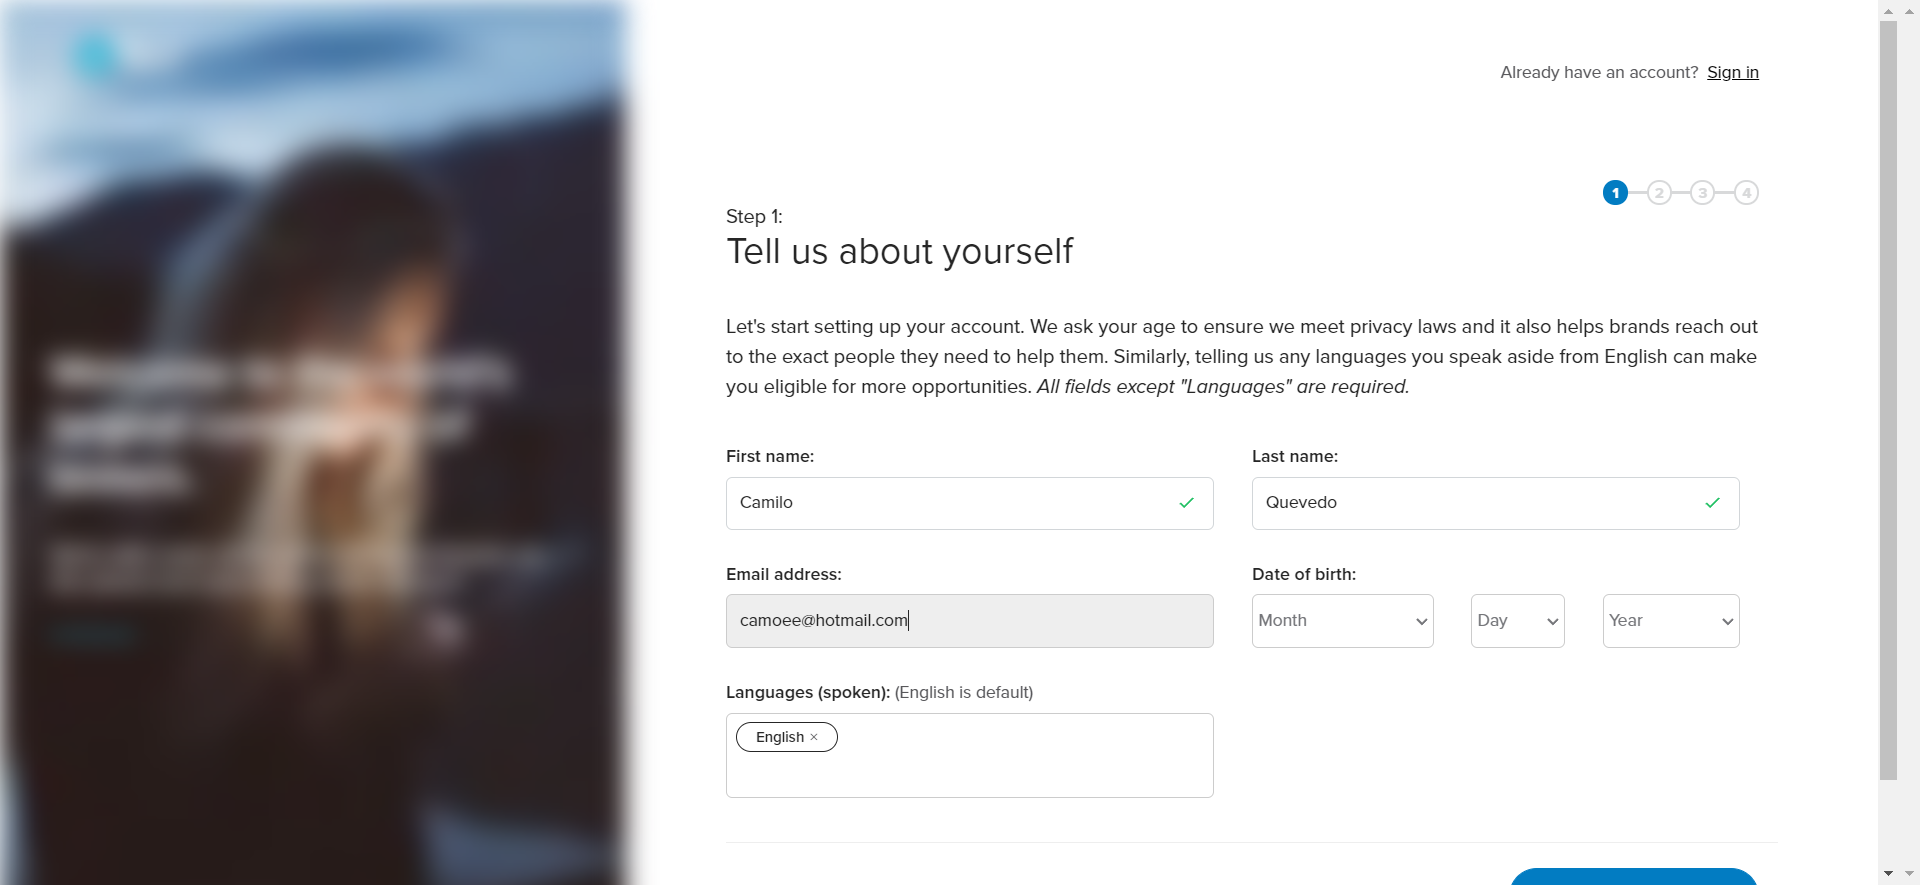 Already have an account? Sign in
1 2 3 4
Step 1:
Tell us about yourself
Let's start setting up your account. We ask your age to ensure we meet privacy laws and it also helps brands reach out
to the exact people they need to help them. Similarly, telling us any languages you speak aside from English can make
you eligible for more opportunities. All fields except "Languages" are required.
First name:
Last name:
Camilo
Quevedo
Email address:
Date of birth:
camoee@hotmail.com
Month
Day
Year
Languages (spoken): (English is default)
English ×